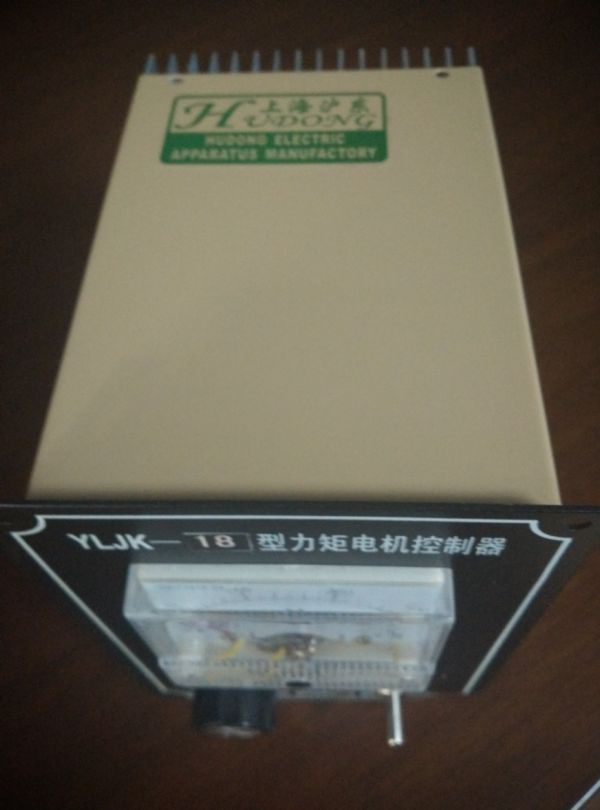 上海沪东
HUDONG
HUDONG ELECTRIC
APPARATUS MANUFACTORY
YLJK—18型力矩电机控制器